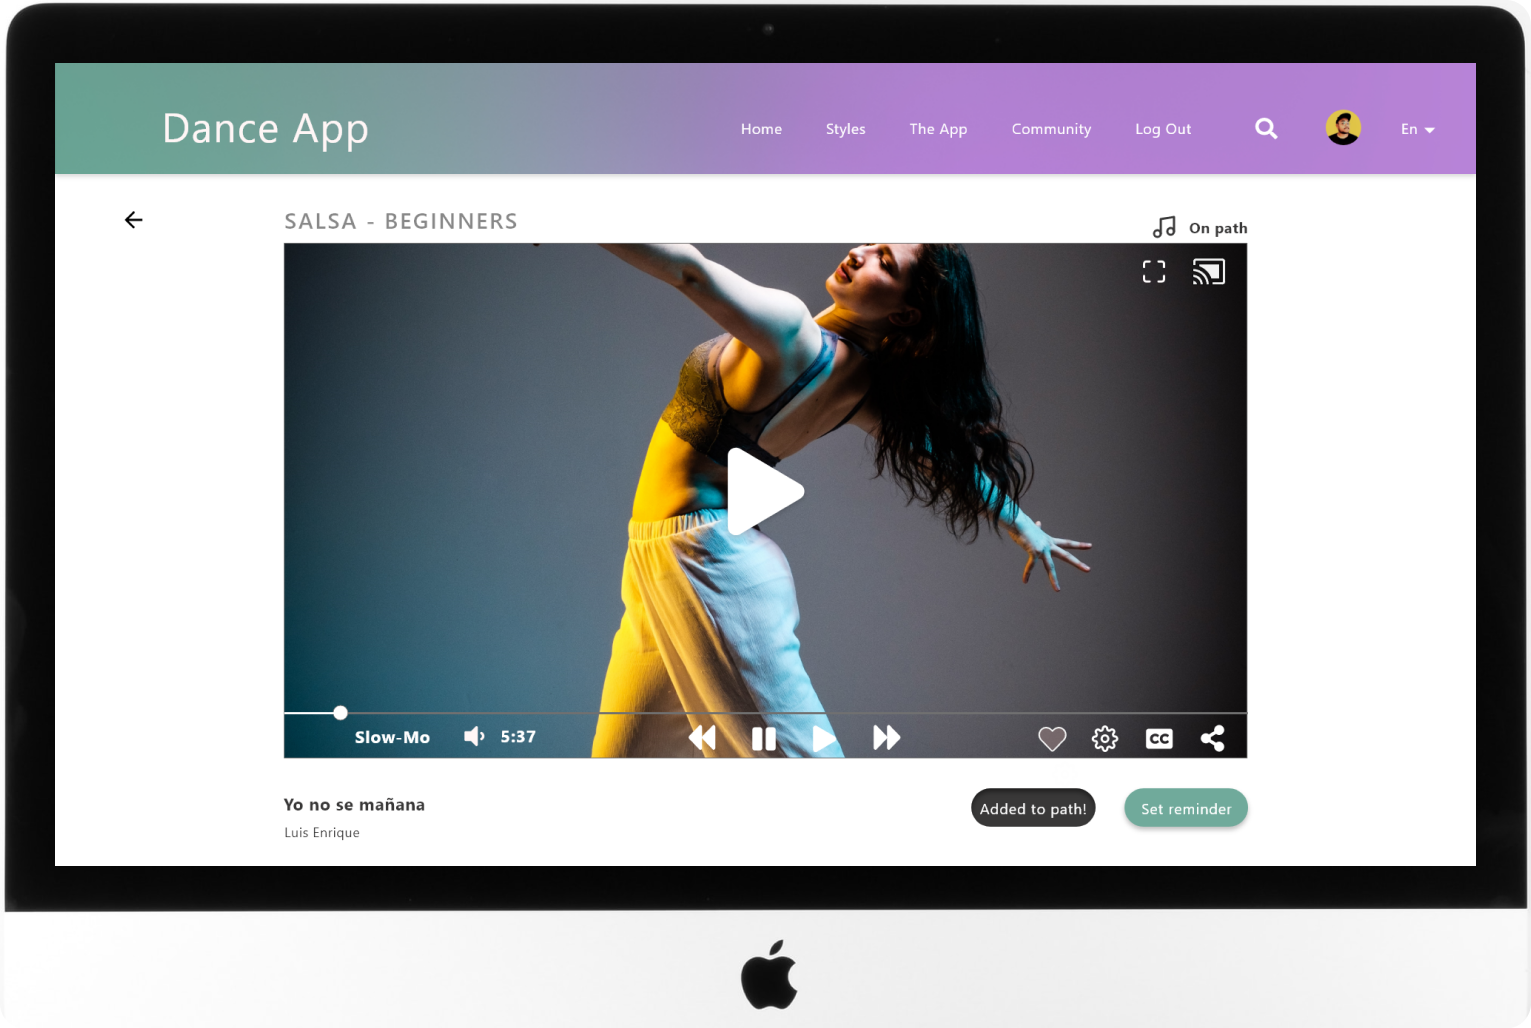 Dance App
Home
Styles
The App
Community
Log Out
En
SALSA - BEGINNERS
On path
Slow-Mo
5:37
CC
Yo no se mañana
Luis Enrique
Added to path!
Set reminder